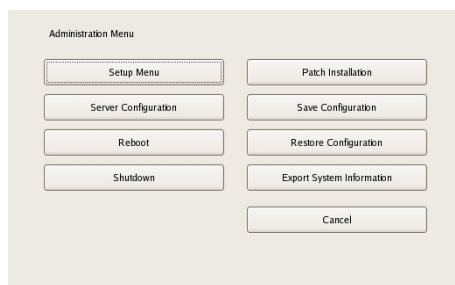 Administration Menu
Setup Menu
Patch Installation
Server Configuration
Save Configuration
Reboot
Restore Configuration
Shutdown
Export System Information
Cancel